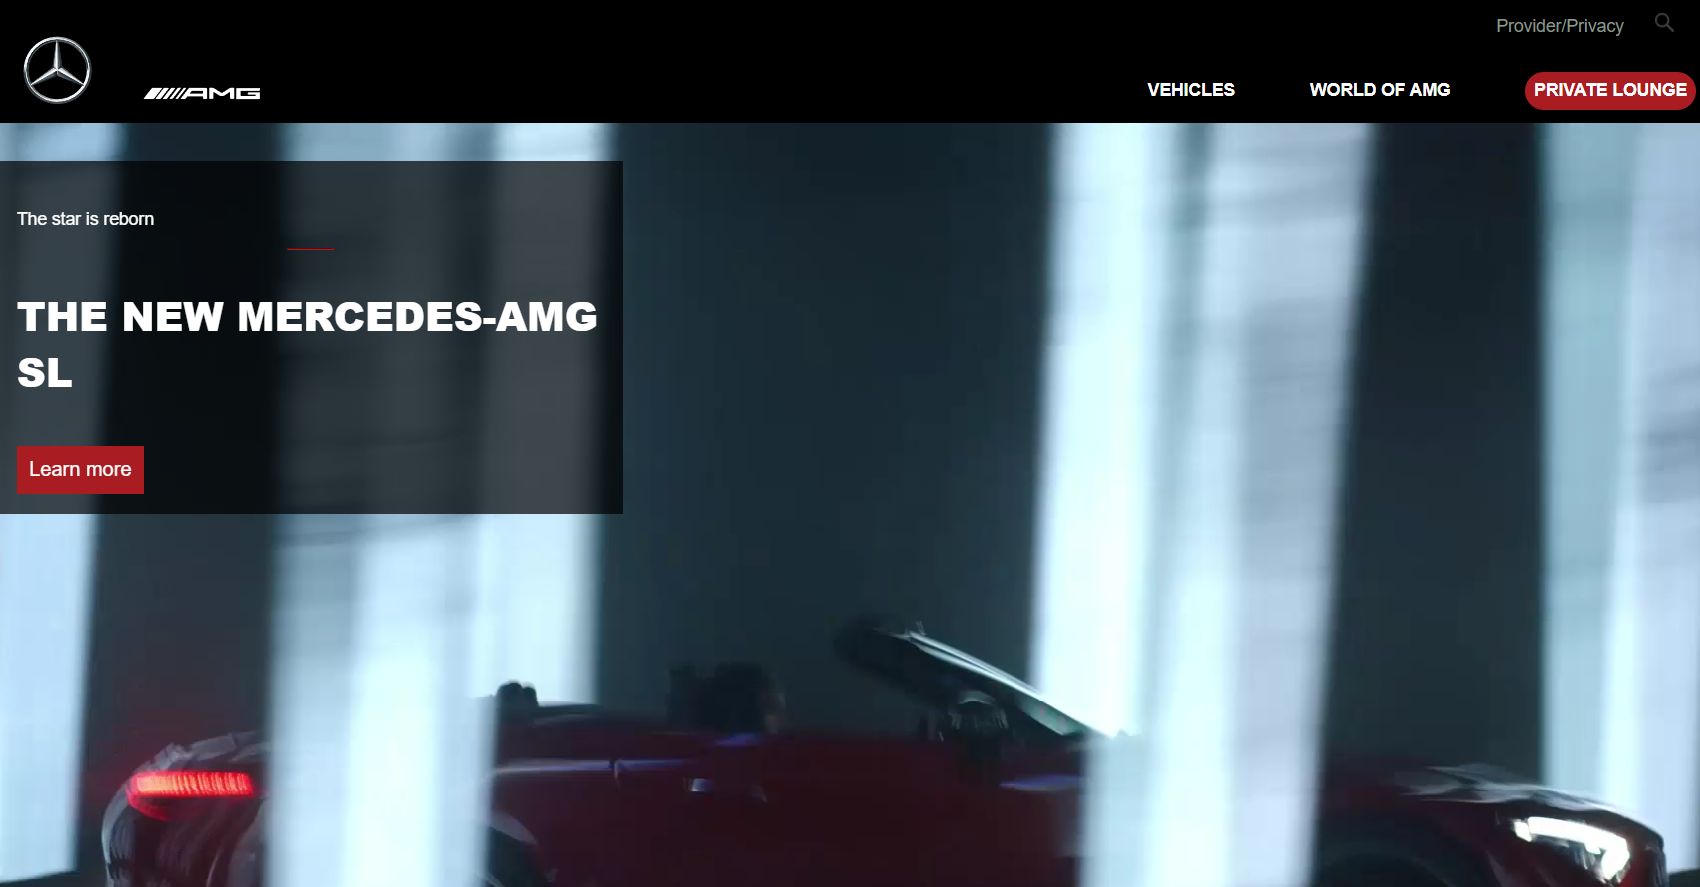 Provider/Privacy
AMG
VEHICLES
WORLD OF AMG
PRIVATE LOUNGE
The star is reborn
THE NEW MERCEDES-AMG
SL
Learn more